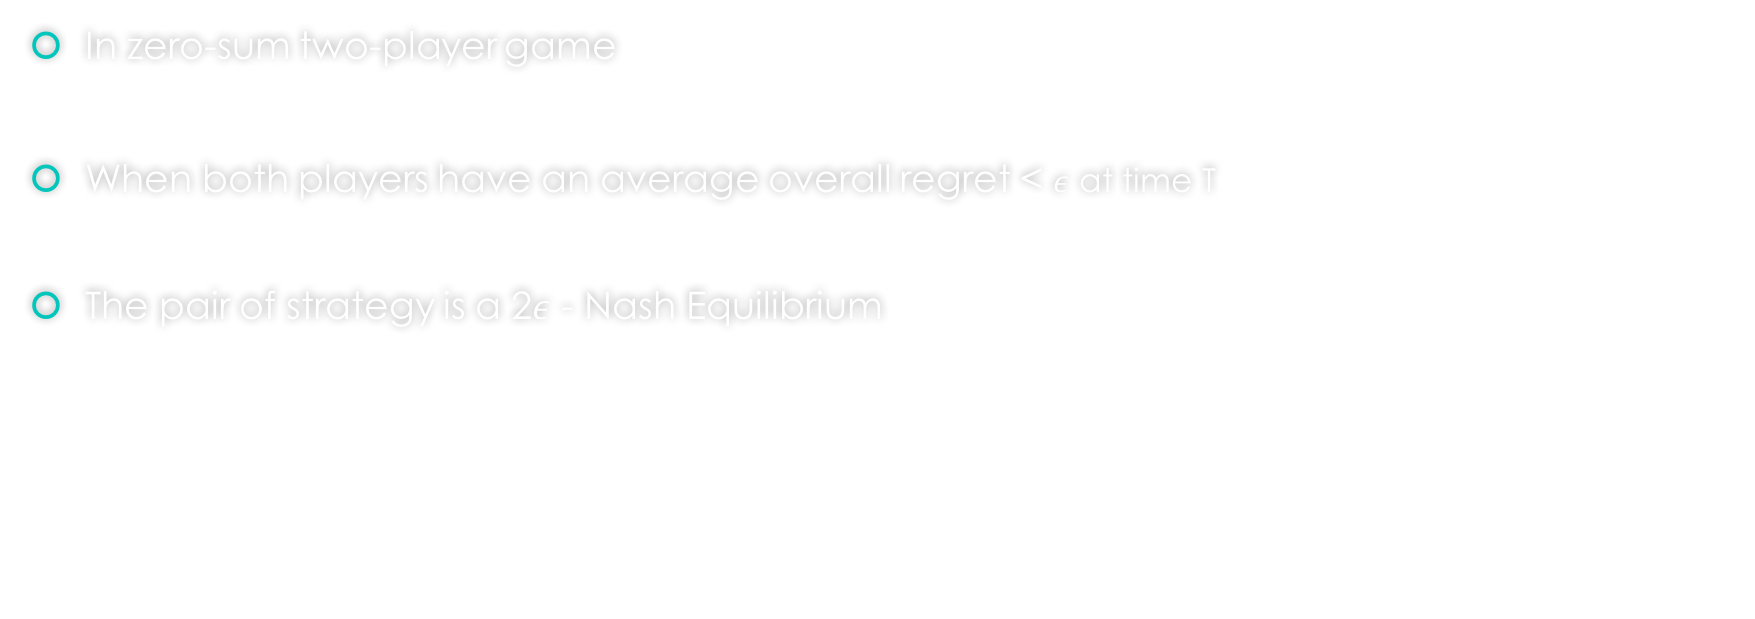 In zero-sum two-player game
When both players have an average overall regret < ϵ at time T
The pair of strategy is a 2ϵ - Nash Equilibrium